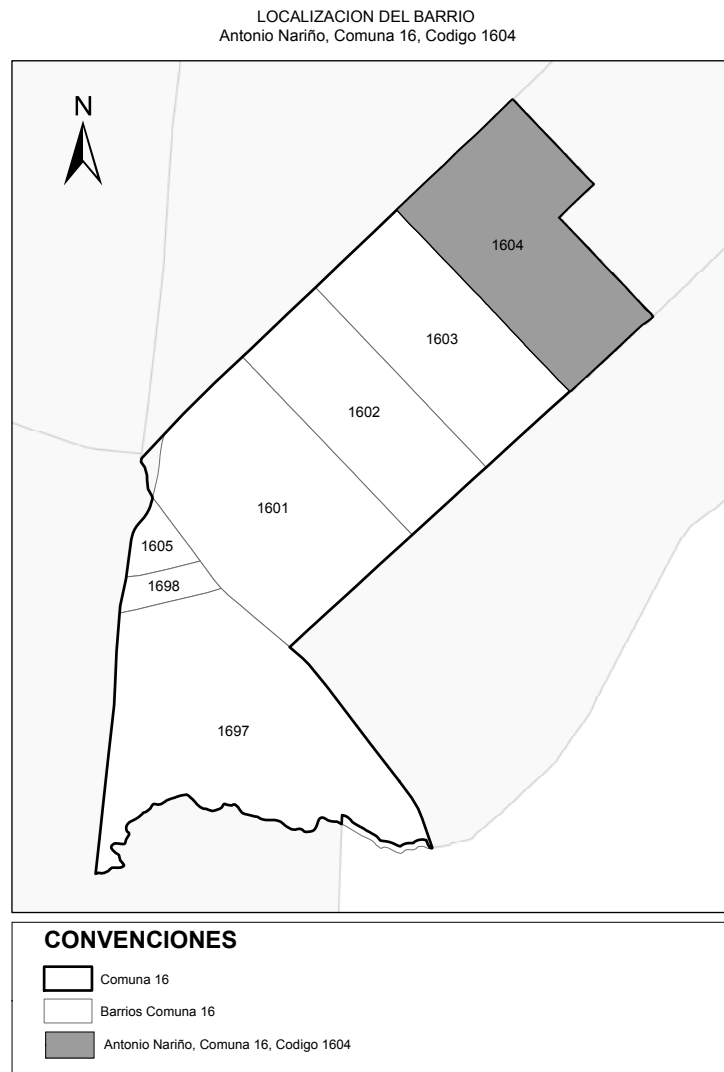 LOCALIZACION DEL BARRIO
Antonio Nariño, Comuna 16, Codigo 1604
N
1604
1603
1602
1601
1605
1698
1697
CONVENCIONES
Comuna 16
Barrios Comuna 16
Antonio Nariño, Comuna 16, Codigo 1604